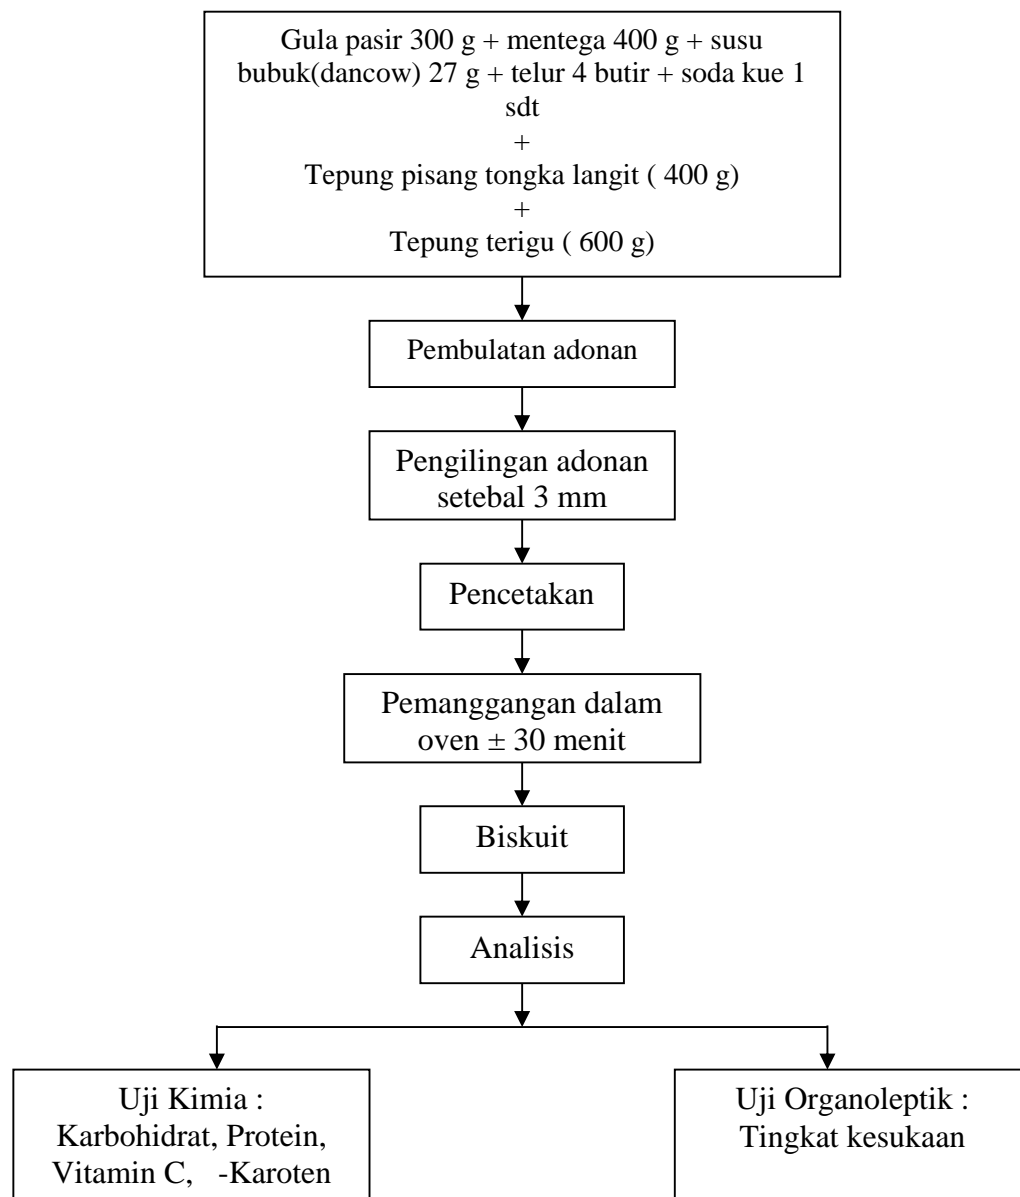 Gula pasir 300 g + mentega 400 g + susu
bubuk(dancow) 27 g + telur 4 butir + soda kue 1
sdt
+
Tepung pisang tongka langit ( 400 g)
+
Tepung terigu ( 600 g)
Pembulatan adonan
Pengilingan adonan
setebal 3 mm
Pencetakan
Pemanggangan dalam
oven ± 30 menit
Biskuit
Analisis
Uji Kimia :
Karbohidrat, Protein,
Vitamin C, -Karoten
Uji Organoleptik :
Tingkat kesukaan